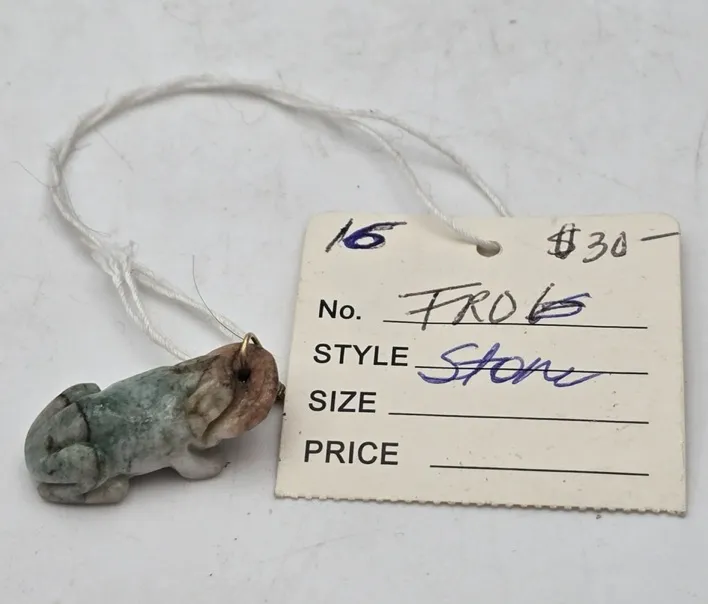 16 $30-
No. FROG
STYLE Stone
SIZE
PRICE